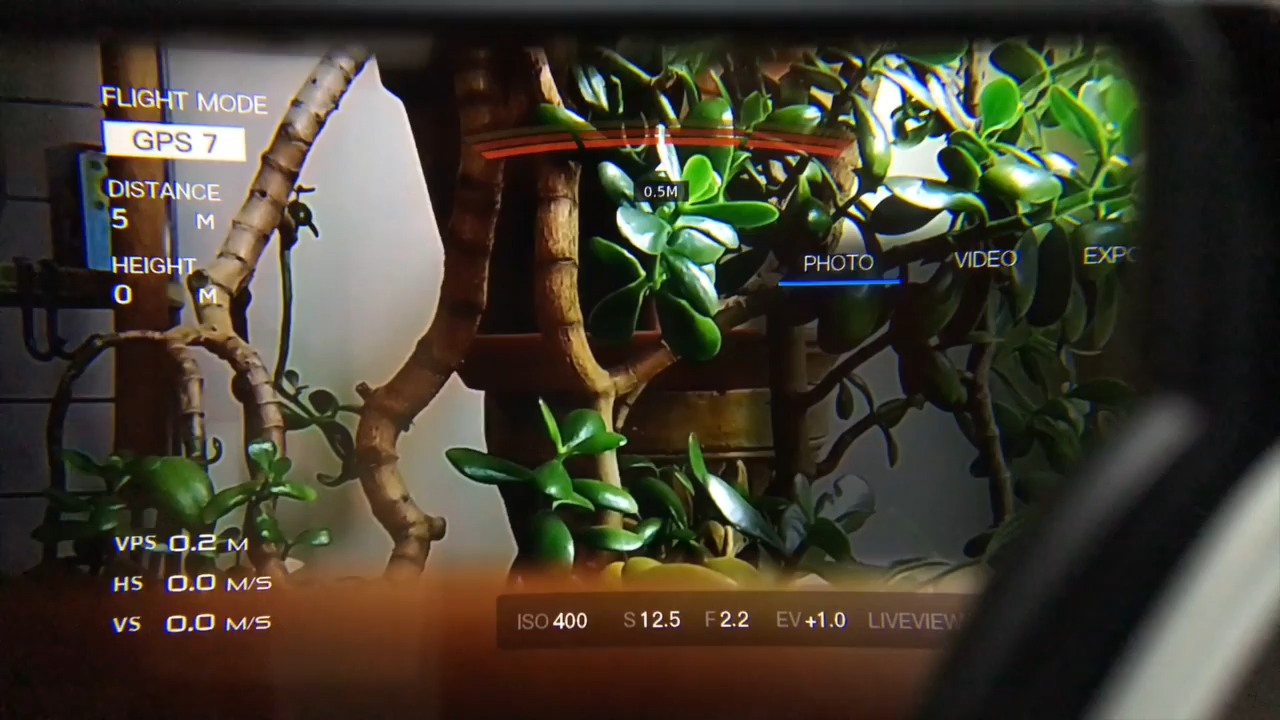 FLIGHT MODE
GPS 7
DISTANCE
5 M
HEIGHT
0 M
0.5M
PHOTO VIDEO EXPO
VPS 0.2 M
HS 0.0 M/S
VS 0.0 M/S
ISO 400 S 12.5 F 2.2 EV +1.0 LIVEVIEW